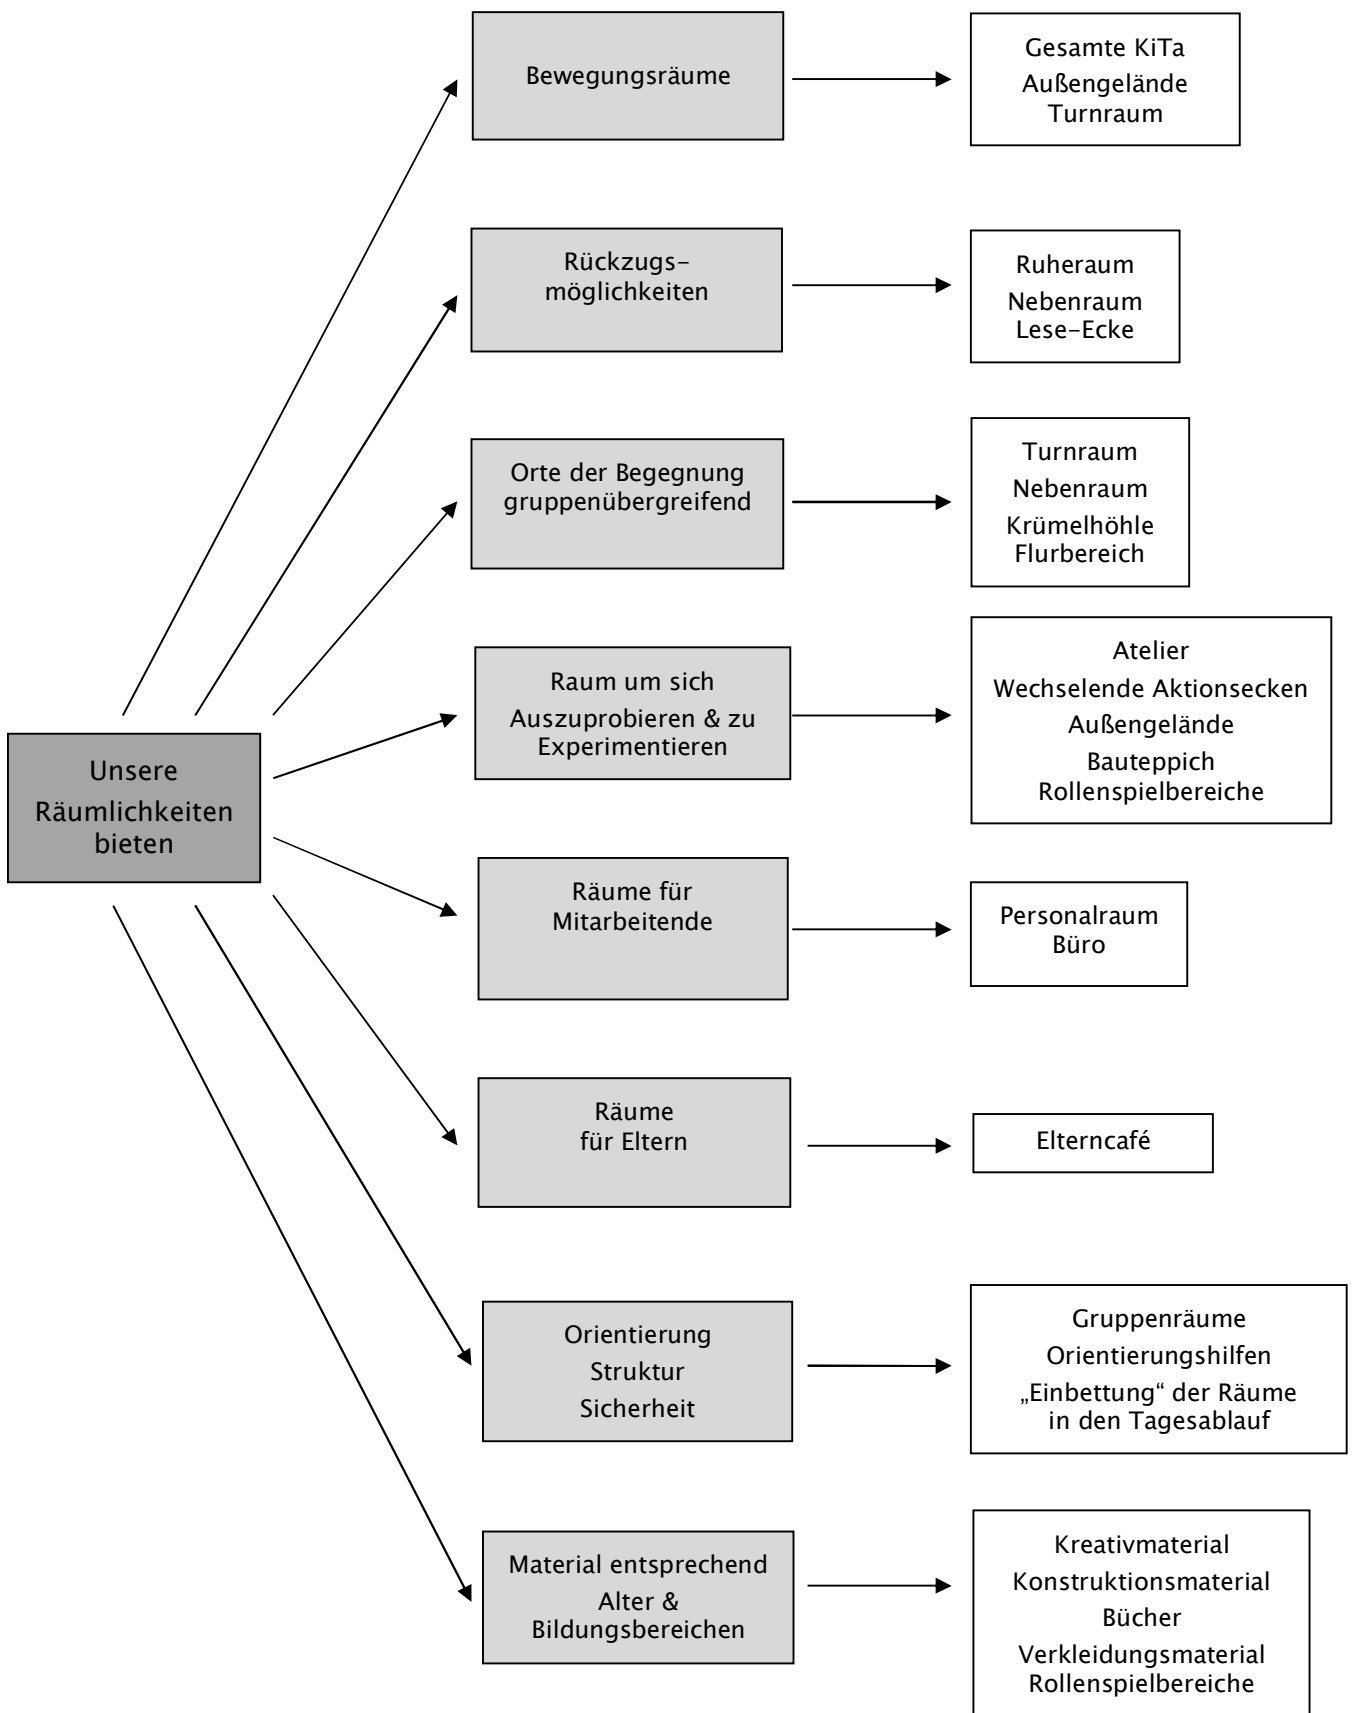 Bewegungsräume
Gesamte KiTa
Außengelände
Turnraum
Rückzugs-
möglichkeiten
Ruheraum
Nebenraum
Lese-Ecke
Orte der Begegnung
gruppenübergreifend
Turnraum
Nebenraum
Krümelhöhle
Flurbereich
Raum um sich
Auszuprobieren & zu
Experimentieren
Atelier
Wechselende Aktionsecken
Außengelände
Bauteppich
Rollenspielbereiche
Unsere
Räumlichkeiten
bieten
Räume für
Mitarbeitende
Personalraum
Büro
Räume
für Eltern
Elterncafé
Orientierung
Struktur
Sicherheit
Gruppenräume
Orientierungshilfen
„Einbettung“ der Räume
in den Tagesablauf
Material entsprechend
Alter &
Bildungsbereichen
Kreativmaterial
Konstruktionsmaterial
Bücher
Verkleidungsmaterial
Rollenspielbereiche